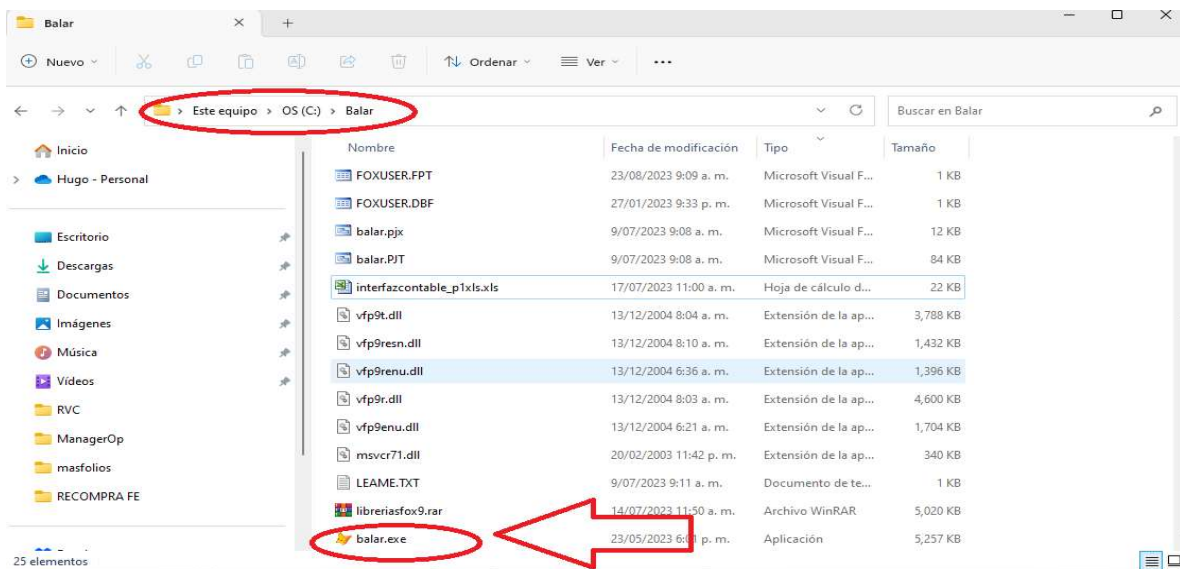 Balar
Nuevo
Ordenar
Ver
Este equipo > OS (C:) > Balar
Buscar en Balar
Inicio
Hugo - Personal
Escritorio
Descargas
Documentos
Imágenes
Música
Vídeos
RVC
ManagerOp
masfolios
RECOMPRA FE
Nombre Fecha de modificación Tipo Tamaño
FOXUSER.FPT 23/08/2023 9:09 a. m. Microsoft Visual F... 1 KB
FOXUSER.DBF 27/01/2023 9:33 p. m. Microsoft Visual F... 1 KB
balar.pjx 9/07/2023 9:08 a. m. Microsoft Visual F... 12 KB
balar.PJT 9/07/2023 9:08 a. m. Microsoft Visual F... 84 KB
interfazcontable_p1xls.xls 17/07/2023 11:00 a. m. Hoja de cálculo d... 22 KB
vfp9t.dll 13/12/2004 8:04 a. m. Extensión de la ap... 3,788 KB
vfp9resn.dll 13/12/2004 8:10 a. m. Extensión de la ap... 1,432 KB
vfp9renu.dll 13/12/2004 6:36 a. m. Extensión de la ap... 1,396 KB
vfp9r.dll 13/12/2004 8:03 a. m. Extensión de la ap... 4,600 KB
vfp9enu.dll 13/12/2004 6:21 a. m. Extensión de la ap... 1,704 KB
msvcr71.dll 20/02/2003 11:42 p. m. Extensión de la ap... 340 KB
LEAME.TXT 9/07/2023 9:11 a. m. Documento de te... 1 KB
libreriasfox9.rar 14/07/2023 11:50 a. m. Archivo WinRAR 5,020 KB
balar.exe 23/05/2023 p. m. Aplicación 5,257 KB
25 elementos